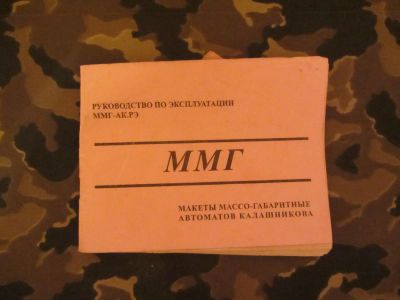 РУКОВОДСТВО ПО ЭКСПЛУАТАЦИИ
ММГ-АК.РЭ
ММГ
МАКЕТЫ МАССО-ГАБАРИТНЫЕ
АВТОМАТОВ КАЛАШНИКОВА